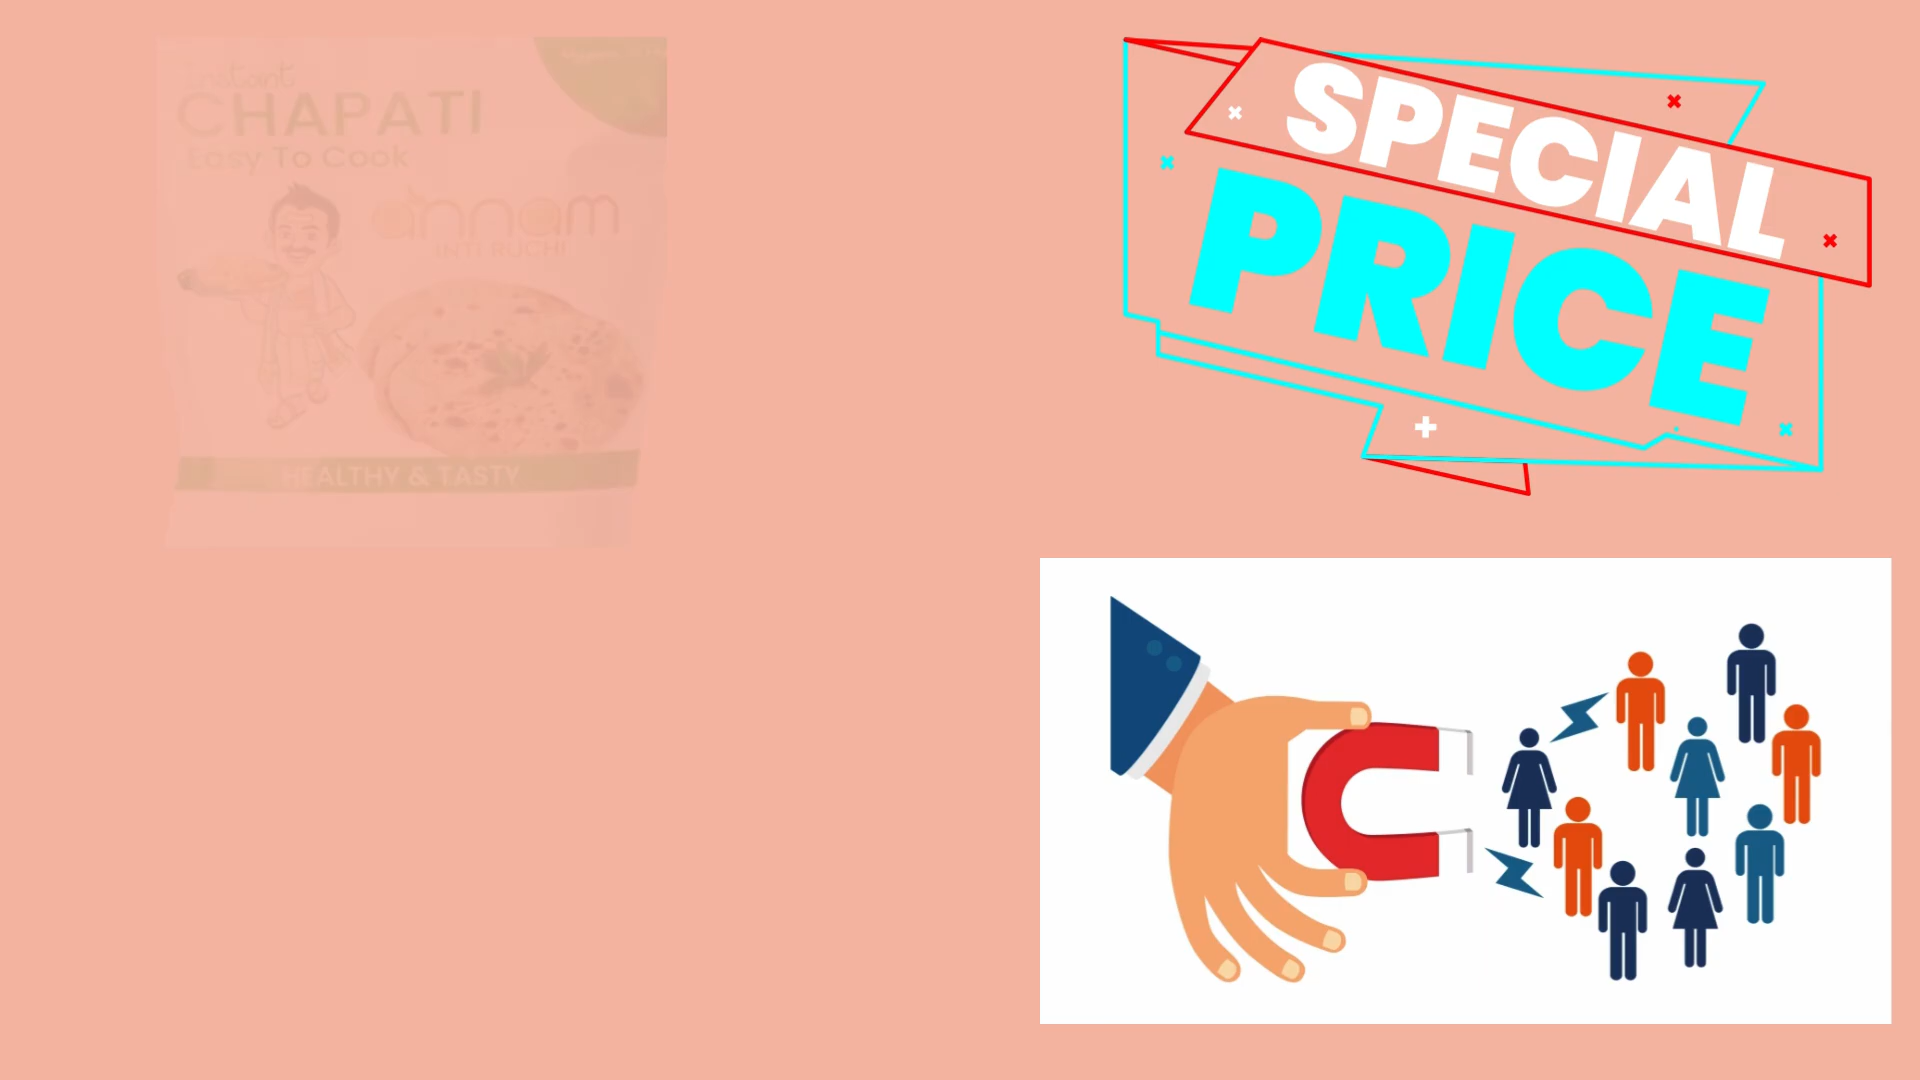 Instant
CHAPATI
Easy To Cook
annam
INTI RUCHI
HEALTHY & TASTY
SPECIAL
PRICE